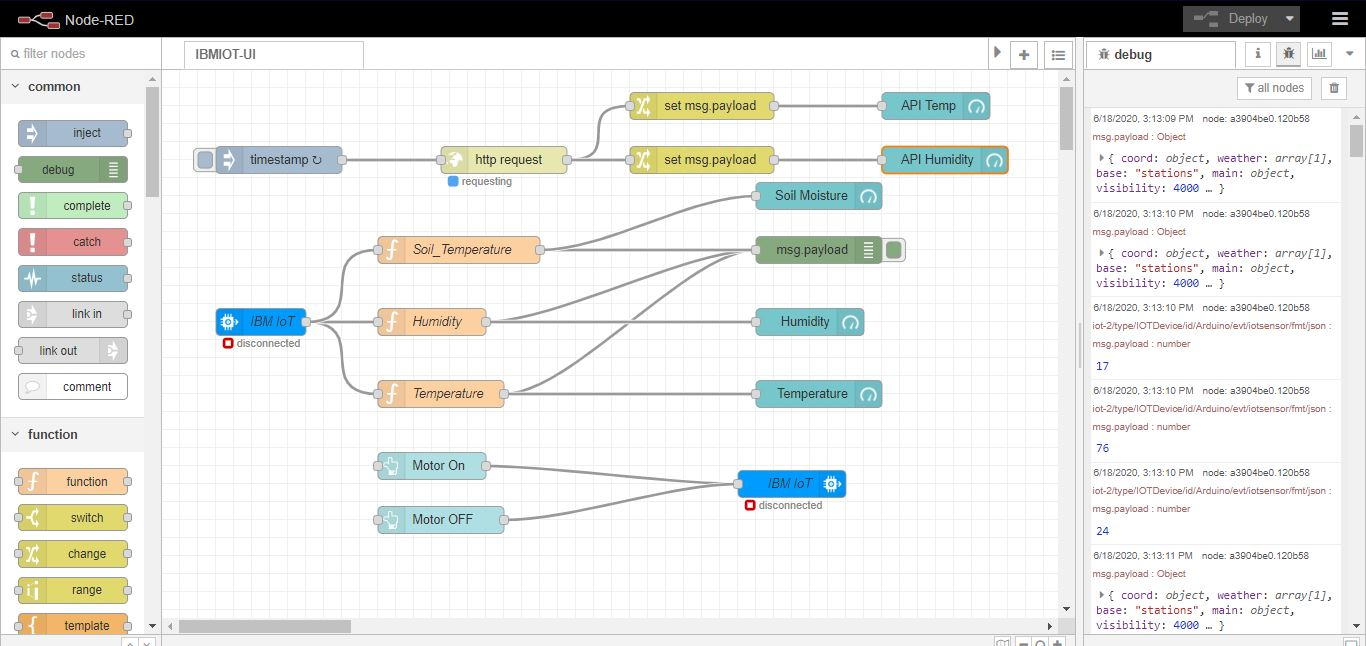 Node-RED
Deploy
filter nodes
common
inject
debug
complete
catch
status
link in
link out
comment
function
function
switch
change
range
template
IBMIOT-UI
set msg.payload
API Temp
timestamp ↻
http request
requesting
set msg.payload
API Humidity
Soil Moisture
Soil_Temperature
msg.payload
IBM IoT
disconnected
Humidity
Humidity
Temperature
Temperature
Motor On
IBM IoT
disconnected
Motor OFF
debug
all nodes
6/18/2020, 3:13:09 PM node: a3904be0.120b58
msg.payload : Object
{ coord: object, weather: array[1],
base: "stations", main: object,
visibility: 4000 … }
6/18/2020, 3:13:10 PM node: a3904be0.120b58
msg.payload : Object
{ coord: object, weather: array[1],
base: "stations", main: object,
visibility: 4000 … }
6/18/2020, 3:13:10 PM node: a3904be0.120b58
iot-2/type/IOTDevice/id/Arduino/evt/iotsensor/fmt/json :
msg.payload : number
17
6/18/2020, 3:13:10 PM node: a3904be0.120b58
iot-2/type/IOTDevice/id/Arduino/evt/iotsensor/fmt/json :
msg.payload : number
76
6/18/2020, 3:13:10 PM node: a3904be0.120b58
iot-2/type/IOTDevice/id/Arduino/evt/iotsensor/fmt/json :
msg.payload : number
24
6/18/2020, 3:13:11 PM node: a3904be0.120b58
msg.payload : Object
{ coord: object, weather: array[1],
base: "stations", main: object,
visibility: 4000 … }